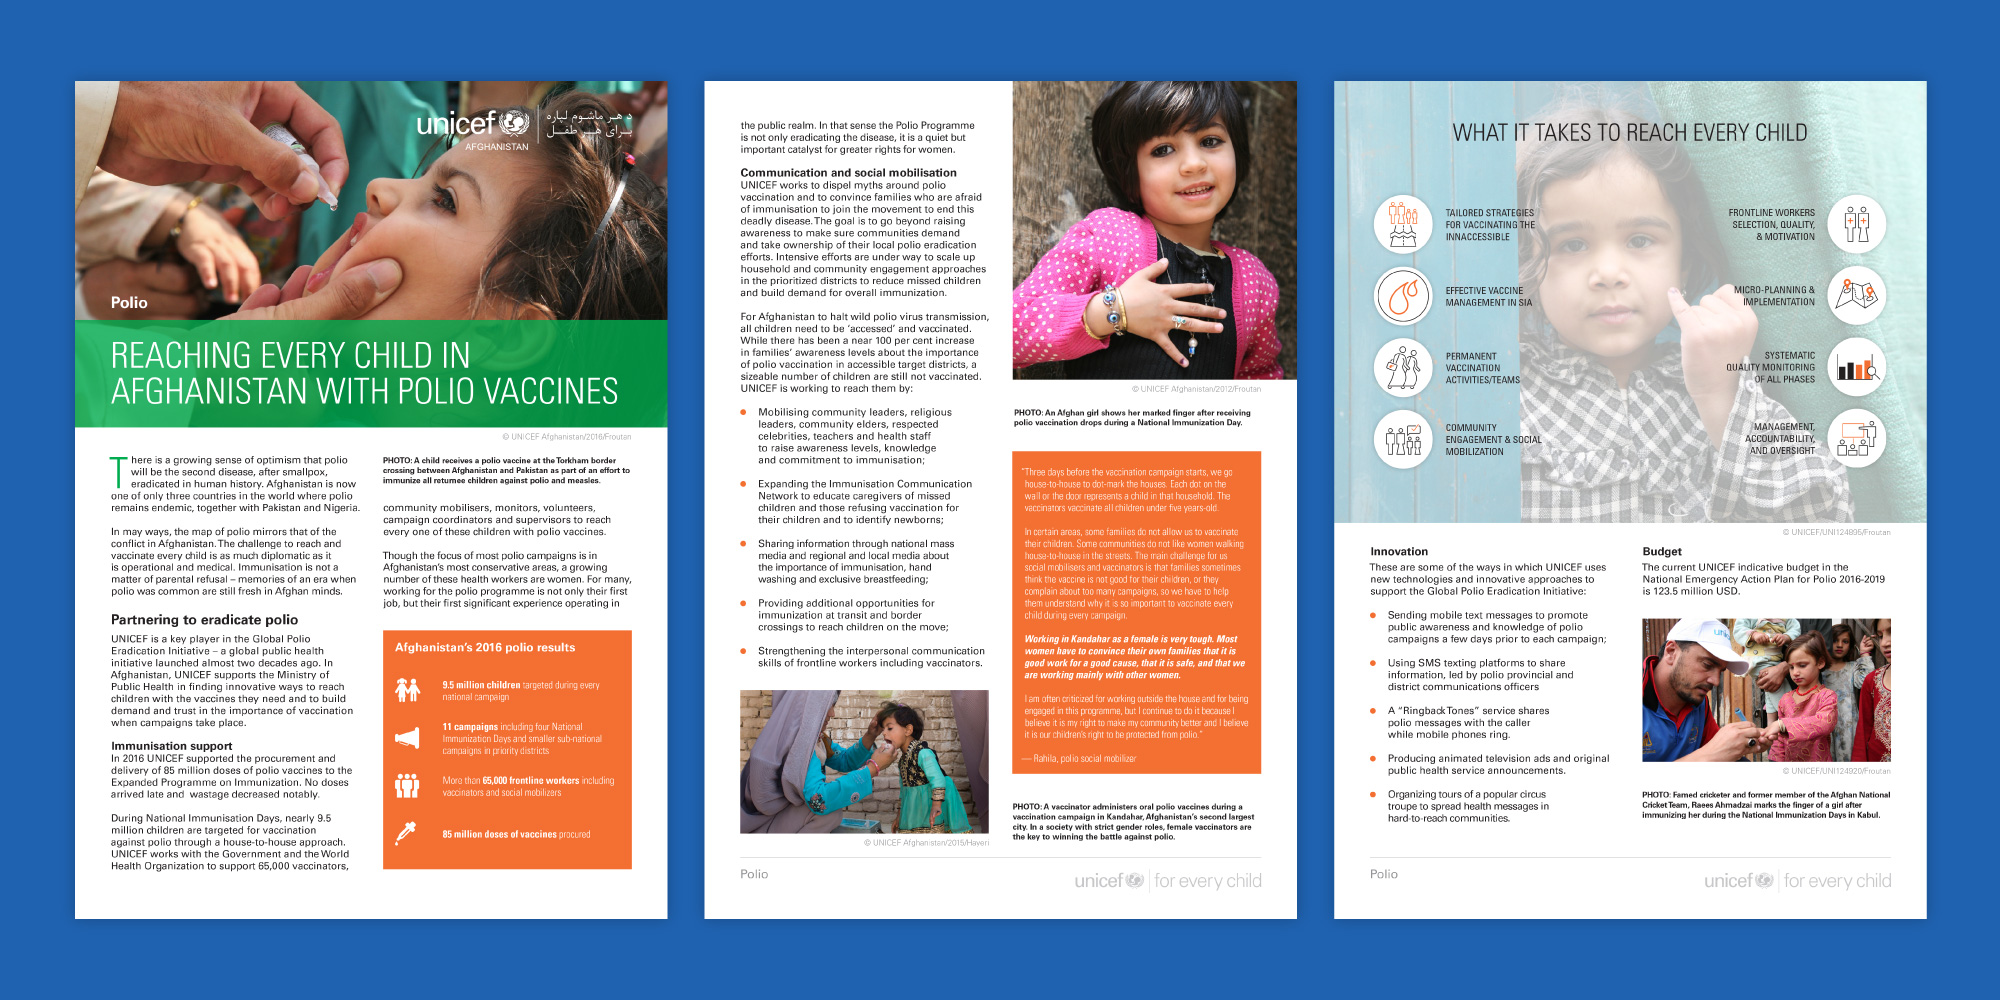 unicef
AFGHANISTAN
د هر ماشوم لپاره
برای هر طفل
Polio
REACHING EVERY CHILD IN
AFGHANISTAN WITH POLIO VACCINES
© UNICEF Afghanistan/2016/Froutan
There is a growing sense of optimism that polio
will be the second disease, after smallpox,
eradicated in human history. Afghanistan is now
one of only three countries in the world where polio
remains endemic, together with Pakistan and Nigeria.
In may ways, the map of polio mirrors that of the
conflict in Afghanistan. The challenge to reach and
vaccinate every child is as much diplomatic as it
is operational and medical. Immunisation is not a
matter of parental refusal – memories of an era when
polio was common are still fresh in Afghan minds.
Partnering to eradicate polio
UNICEF is a key player in the Global Polio
Eradication Initiative – a global public health
initiative launched almost two decades ago. In
Afghanistan, UNICEF supports the Ministry of
Public Health in finding innovative ways to reach
children with the vaccines they need and to build
demand and trust in the importance of vaccination
when campaigns take place.
Immunisation support
In 2016 UNICEF supported the procurement and
delivery of 85 million doses of polio vaccines to the
Expanded Programme on Immunization. No doses
arrived late and wastage decreased notably.
During National Immunisation Days, nearly 9.5
million children are targeted for vaccination
against polio through a house-to-house approach.
UNICEF works with the Government and the World
Health Organization to support 65,000 vaccinators,
PHOTO: A child receives a polio vaccine at the Torkham border
crossing between Afghanistan and Pakistan as part of an effort to
immunize all returnee children against polio and measles.
community mobilisers, monitors, volunteers,
campaign coordinators and supervisors to reach
every one of these children with polio vaccines.
Though the focus of most polio campaigns is in
Afghanistan's most conservative areas, a growing
number of these health workers are women. For many,
working for the polio programme is not only their first
job, but their first significant experience operating in
Afghanistan's 2016 polio results
9.5 million children targeted during every
national campaign
11 campaigns including four National
Immunization Days and smaller sub-national
campaigns in priority districts
More than 65,000 frontline workers including
vaccinators and social mobilizers
85 million doses of vaccines procured
the public realm. In that sense the Polio Programme
is not only eradicating the disease, it is a quiet but
important catalyst for greater rights for women.
Communication and social mobilisation
UNICEF works to dispel myths around polio
vaccination and to convince families who are afraid
of immunisation to join the movement to end this
deadly disease. The goal is to go beyond raising
awareness to make sure communities demand
and take ownership of their local polio eradication
efforts. Intensive efforts are under way to scale up
household and community engagement approaches
in the prioritized districts to reduce missed children
and build demand for overall immunization.
For Afghanistan to halt wild polio virus transmission,
all children need to be 'accessed' and vaccinated.
While there has been a near 100 per cent increase
in families' awareness levels about the importance
of polio vaccination in accessible target districts, a
sizeable number of children are still not vaccinated.
UNICEF is working to reach them by:
Mobilising community leaders, religious
leaders, community elders, respected
celebrities, teachers and health staff
to raise awareness levels, knowledge
and commitment to immunisation;
Expanding the Immunisation Communication
Network to educate caregivers of missed
children and those refusing vaccination for
their children and to identify newborns;
Sharing information through national mass
media and regional and local media about
the importance of immunisation, hand
washing and exclusive breastfeeding;
Providing additional opportunities for
immunization at transit and border
crossings to reach children on the move;
Strengthening the interpersonal communication
skills of frontline workers including vaccinators.
© UNICEF Afghanistan/2015/Haveri
© UNICEF Afghanistan/2012/Froutan
PHOTO: An Afghan girl shows her marked finger after receiving
polio vaccination drops during a National Immunization Day.
"Three days before the vaccination campaign starts, we go
house-to-house to dot-mark the houses. Each dot on the
wall or the door represents a child in that household. The
vaccinators vaccinate all children under five years-old.
In certain areas, some families do not allow us to vaccinate
their children. Some communities do not like women walking
house-to-house in the streets. The main challenge for us
social mobilisers and vaccinators is that families sometimes
think the vaccine is not good for their children, or they
complain about too many campaigns, so we have to help
them understand why it is so important to vaccinate every
child during every campaign.
Working in Kandahar as a female is very tough. Most
women have to convince their own families that it is
good work for a good cause, that it is safe, and that we
are working mainly with other women.
I am often criticized for working outside the house and for being
engaged in this programme, but I continue to do it because I
believe it is my right to make my community better and I believe
it is our children's right to be protected from polio."
— Rahila, polio social mobilizer
PHOTO: A vaccinator administers oral polio vaccines during a
vaccination campaign in Kandahar, Afghanistan's second largest
city. In a society with strict gender roles, female vaccinators are
the key to winning the battle against polio.
Polio
unicef for every child
WHAT IT TAKES TO REACH EVERY CHILD
TAILORED STRATEGIES
FOR VACCINATING THE
INNACCESSIBLE
EFFECTIVE VACCINE
MANAGEMENT IN SIA
PERMANENT
VACCINATION
ACTIVITIES/TEAMS
COMMUNITY
ENGAGEMENT & SOCIAL
MOBILIZATION
FRONTLINE WORKERS
SELECTION, QUALITY,
& MOTIVATION
MICRO-PLANNING &
IMPLEMENTATION
SYSTEMATIC
QUALITY MONITORING
OF ALL PHASES
MANAGEMENT,
ACCOUNTABILITY,
AND OVERSIGHT
© UNICEF/UNI124895/Froutan
Innovation
These are some of the ways in which UNICEF uses
new technologies and innovative approaches to
support the Global Polio Eradication Initiative:
Sending mobile text messages to promote
public awareness and knowledge of polio
campaigns a few days prior to each campaign;
Using SMS texting platforms to share
information, led by polio provincial and
district communications officers
A "Ringback Tones" service shares
polio messages with the caller
while mobile phones ring.
Producing animated television ads and original
public health service announcements.
Organizing tours of a popular circus
troupe to spread health messages in
hard-to-reach communities.
Budget
The current UNICEF indicative budget in the
National Emergency Action Plan for Polio 2016-2019
is 123.5 million USD.
© UNICEF/UNI124920/Froutan
PHOTO: Famed cricketer and former member of the Afghan National
Cricket Team, Raees Ahmadzai marks the finger of a girl after
immunizing her during the National Immunization Days in Kabul.
Polio
unicef for every child